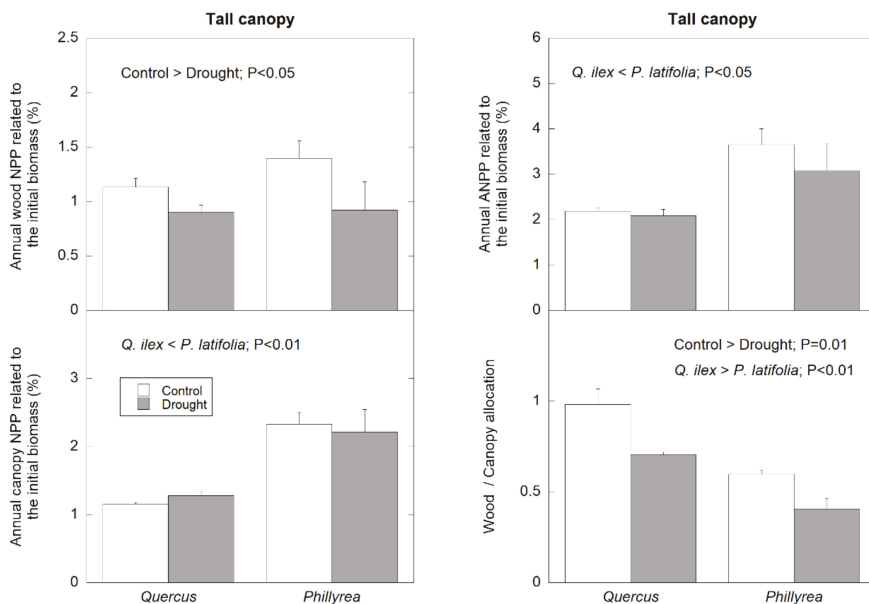 Tall canopy
Annual wood NPP related to
the initial biomass (%)
2.5
2
1.5
1
0.5
0
Control > Drought; P<0.05
Annual canopy NPP related to
the initial biomass (%)
3
2
1
0
Q. ilex < P. latifolia; P<0.01
Control
Drought
Quercus
Phillyrea
Tall canopy
Annual ANPP related to
the initial biomass (%)
6
5
4
3
2
1
0
Q. ilex < P. latifolia; P<0.05
Wood / Canopy allocation
1
0.5
0
Control > Drought; P=0.01
Q. ilex > P. latifolia; P<0.01
Quercus
Phillyrea